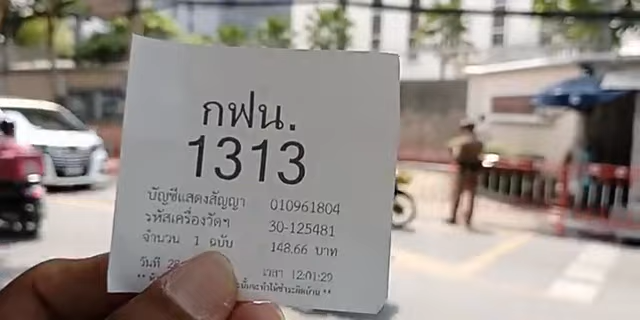 กฟน.
1313
บัญชีแสดงสัญญา 010961804
รหัสเครื่องวัดฯ 30-125481
จำนวน 1 ฉบับ 148.66 บาท
วันที่ 28 เวลา 12:01:29